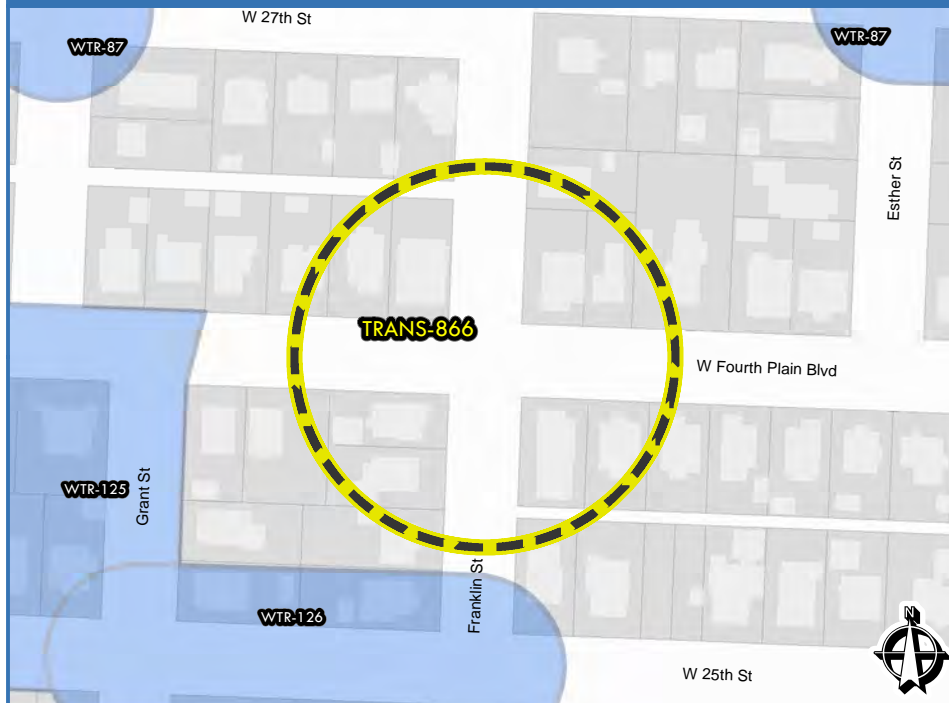 W 27th St
WTR-87
WTR-87
Esther St
TRANS-866
W Fourth Plain Blvd
WTR-125
Grant St
Franklin St
WTR-126
W 25th St
N